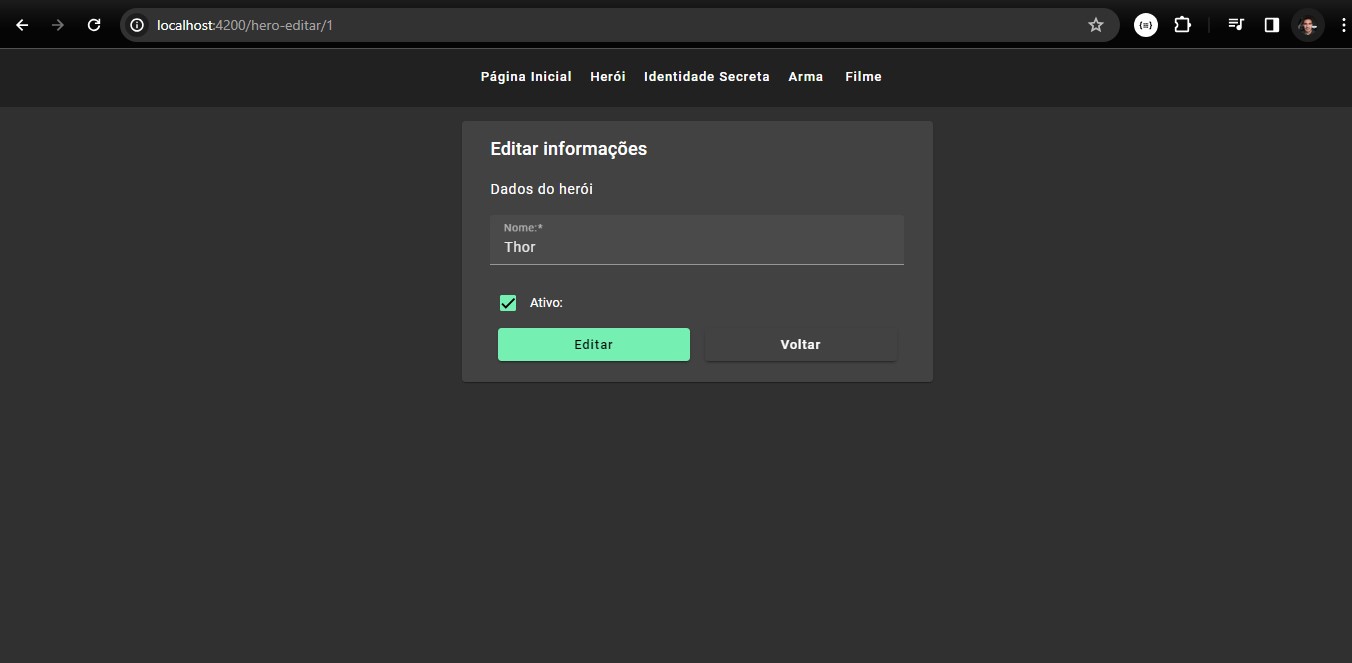 localhost:4200/hero-editar/1
Página Inicial Herói Identidade Secreta Arma Filme
Editar informações
Dados do herói
Nome:*
Thor
Ativo:
Editar Voltar